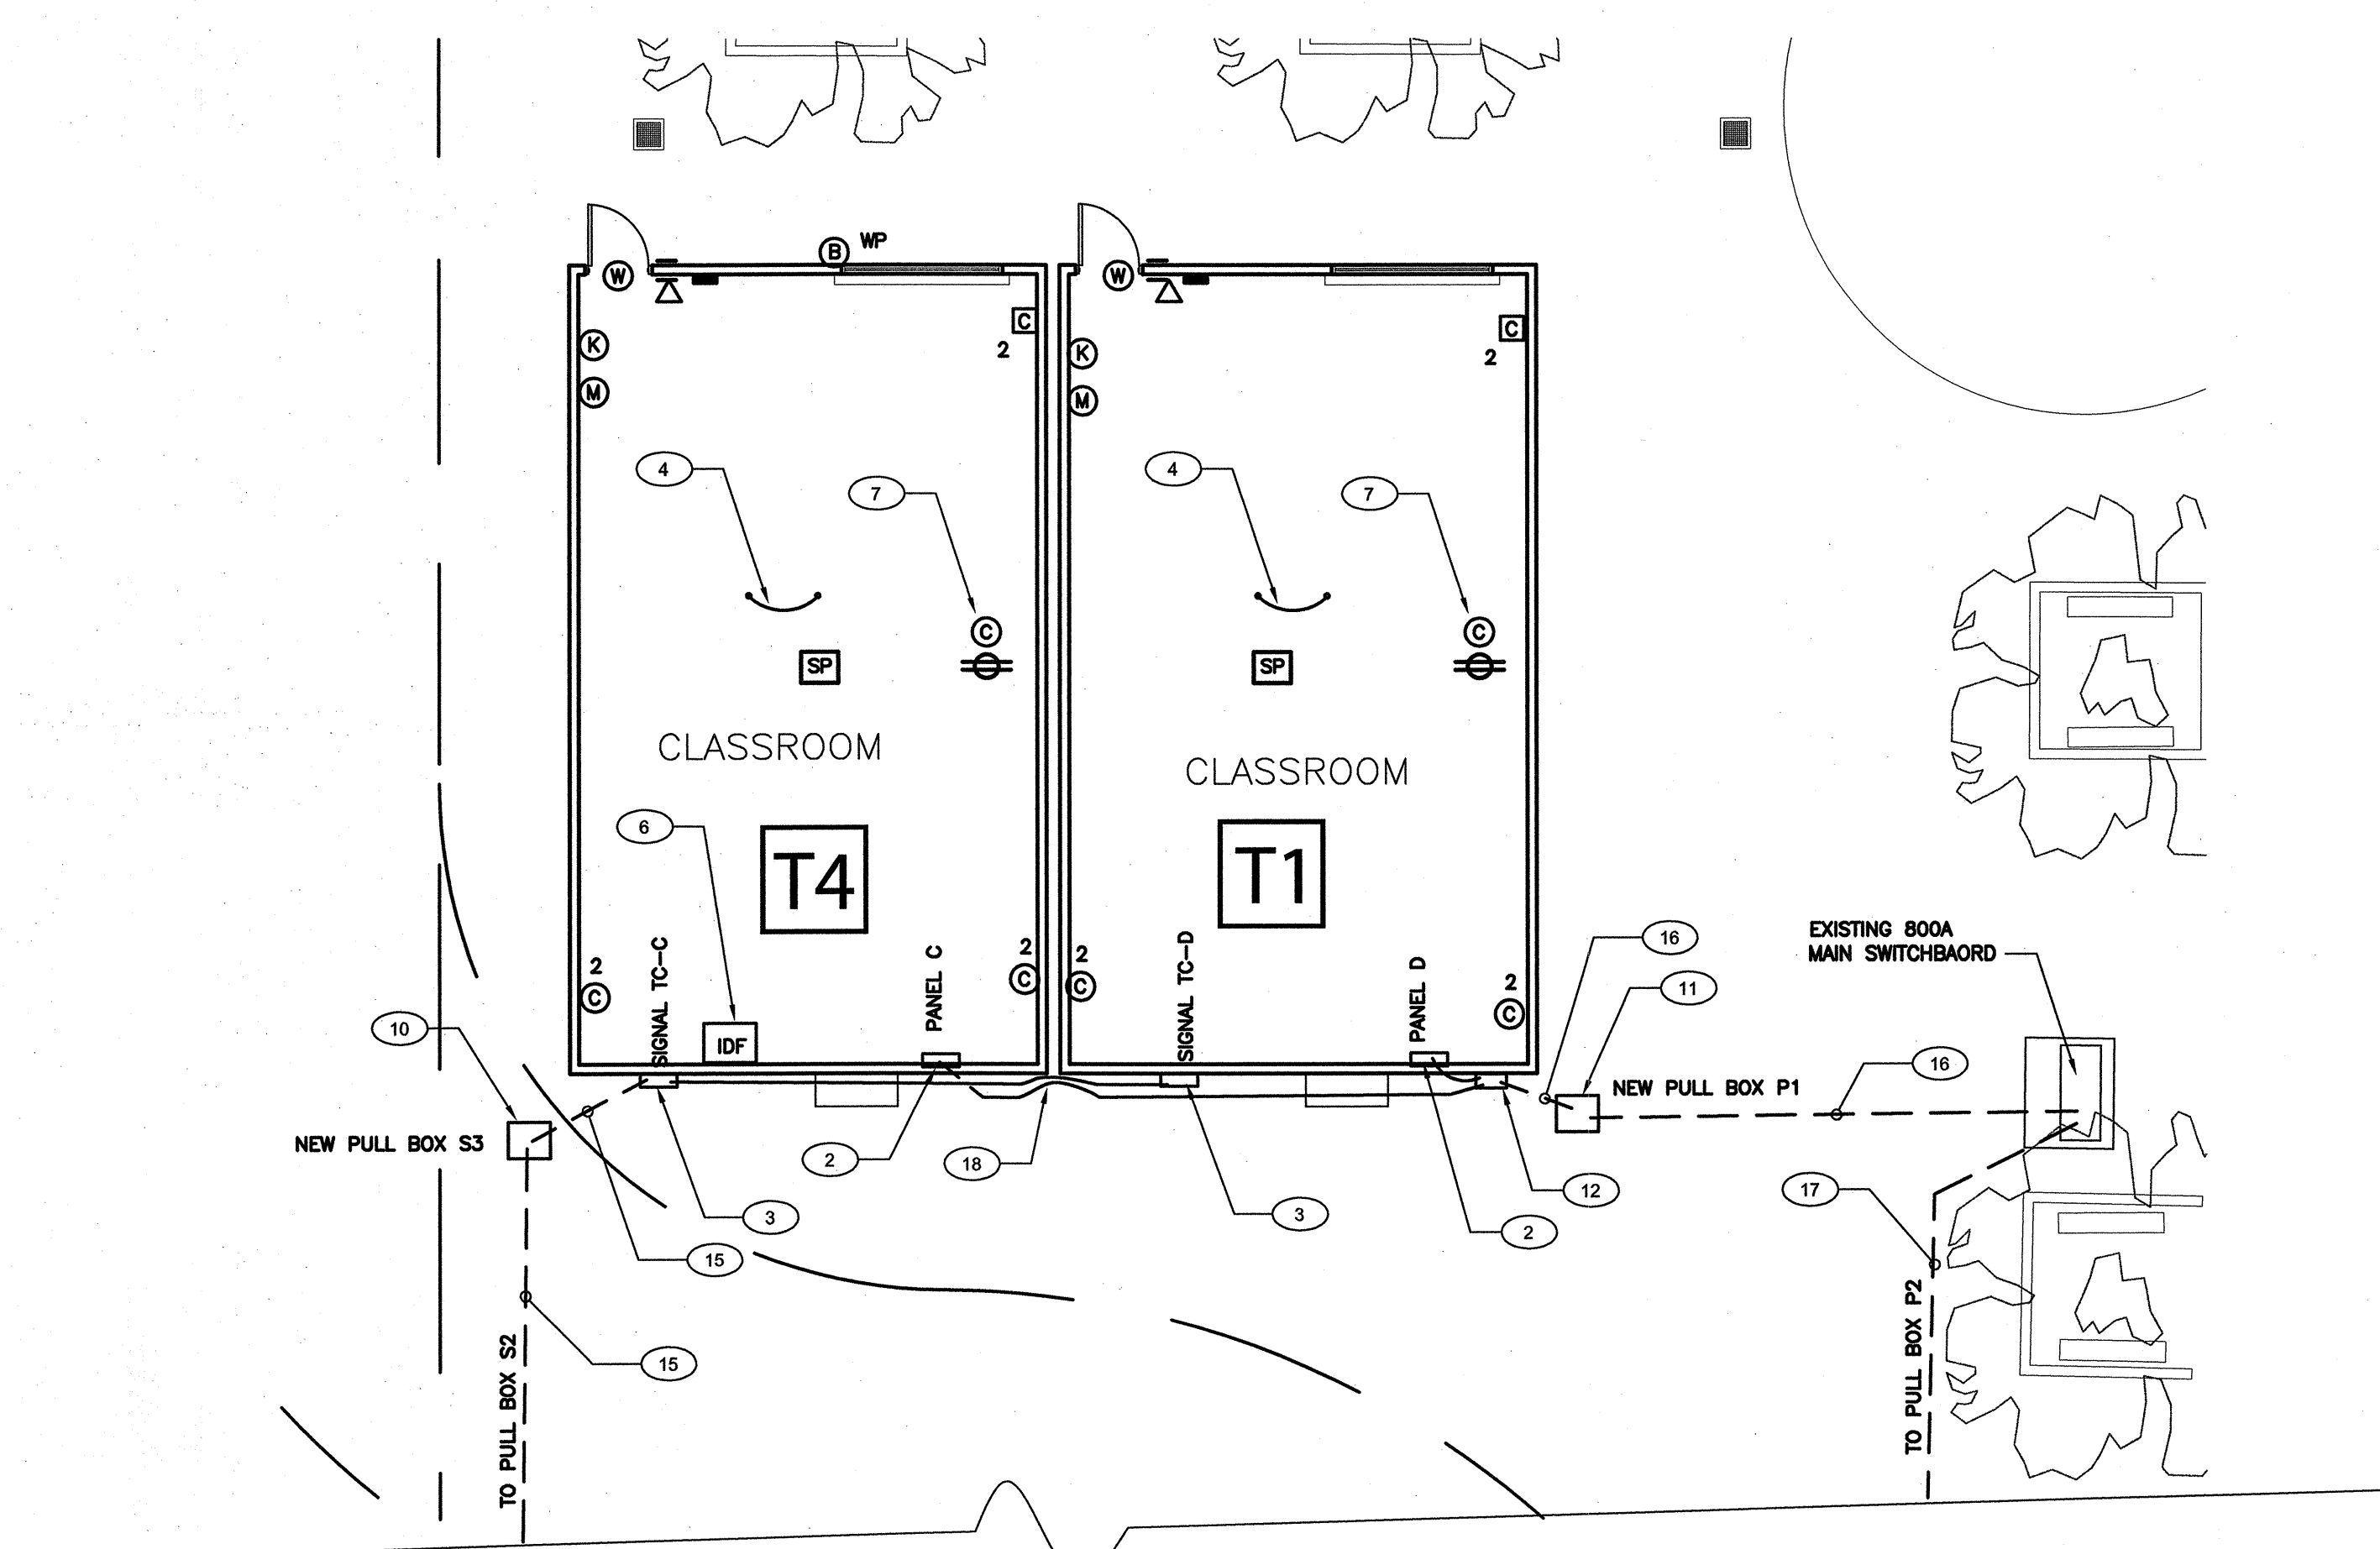 B WP
W
W
C
2
C
2
K
K
M
M
4
7
4
7
C
C
SP
SP
CLASSROOM
CLASSROOM
6
T4
T1
SIGNAL TC-C
PANEL C
SIGNAL TC-D
PANEL D
2
C
2
C
2
C
2
C
IDF
16
11
EXISTING 800A
MAIN SWITCHBAORD
10
16
NEW PULL BOX P1
NEW PULL BOX S3
2
18
12
17
3
3
2
15
15
TO PULL BOX S2
TO PULL BOX P2